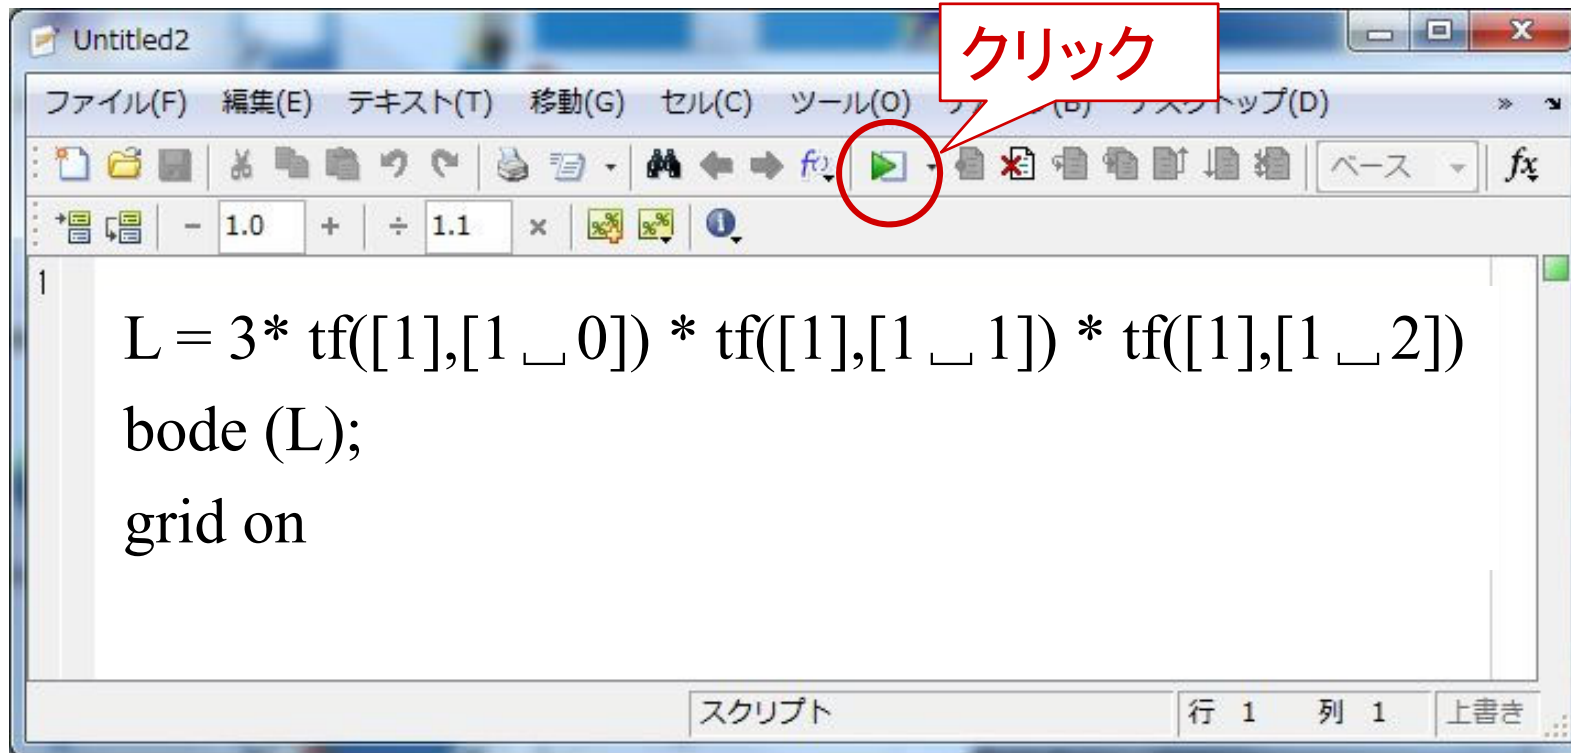 Untitled2
クリック
ファイル(F) 編集(E) テキスト(T) 移動(G) セル(C) ツール(O) (B) デスクトップ(D) »
ベース fx
− 1.0 + ÷ 1.1 ×
1
L = 3* tf([1],[1 ⎵ 0]) * tf([1],[1 ⎵ 1]) * tf([1],[1 ⎵ 2])
bode (L);
grid on
スクリプト 行 1 列 1 上書き